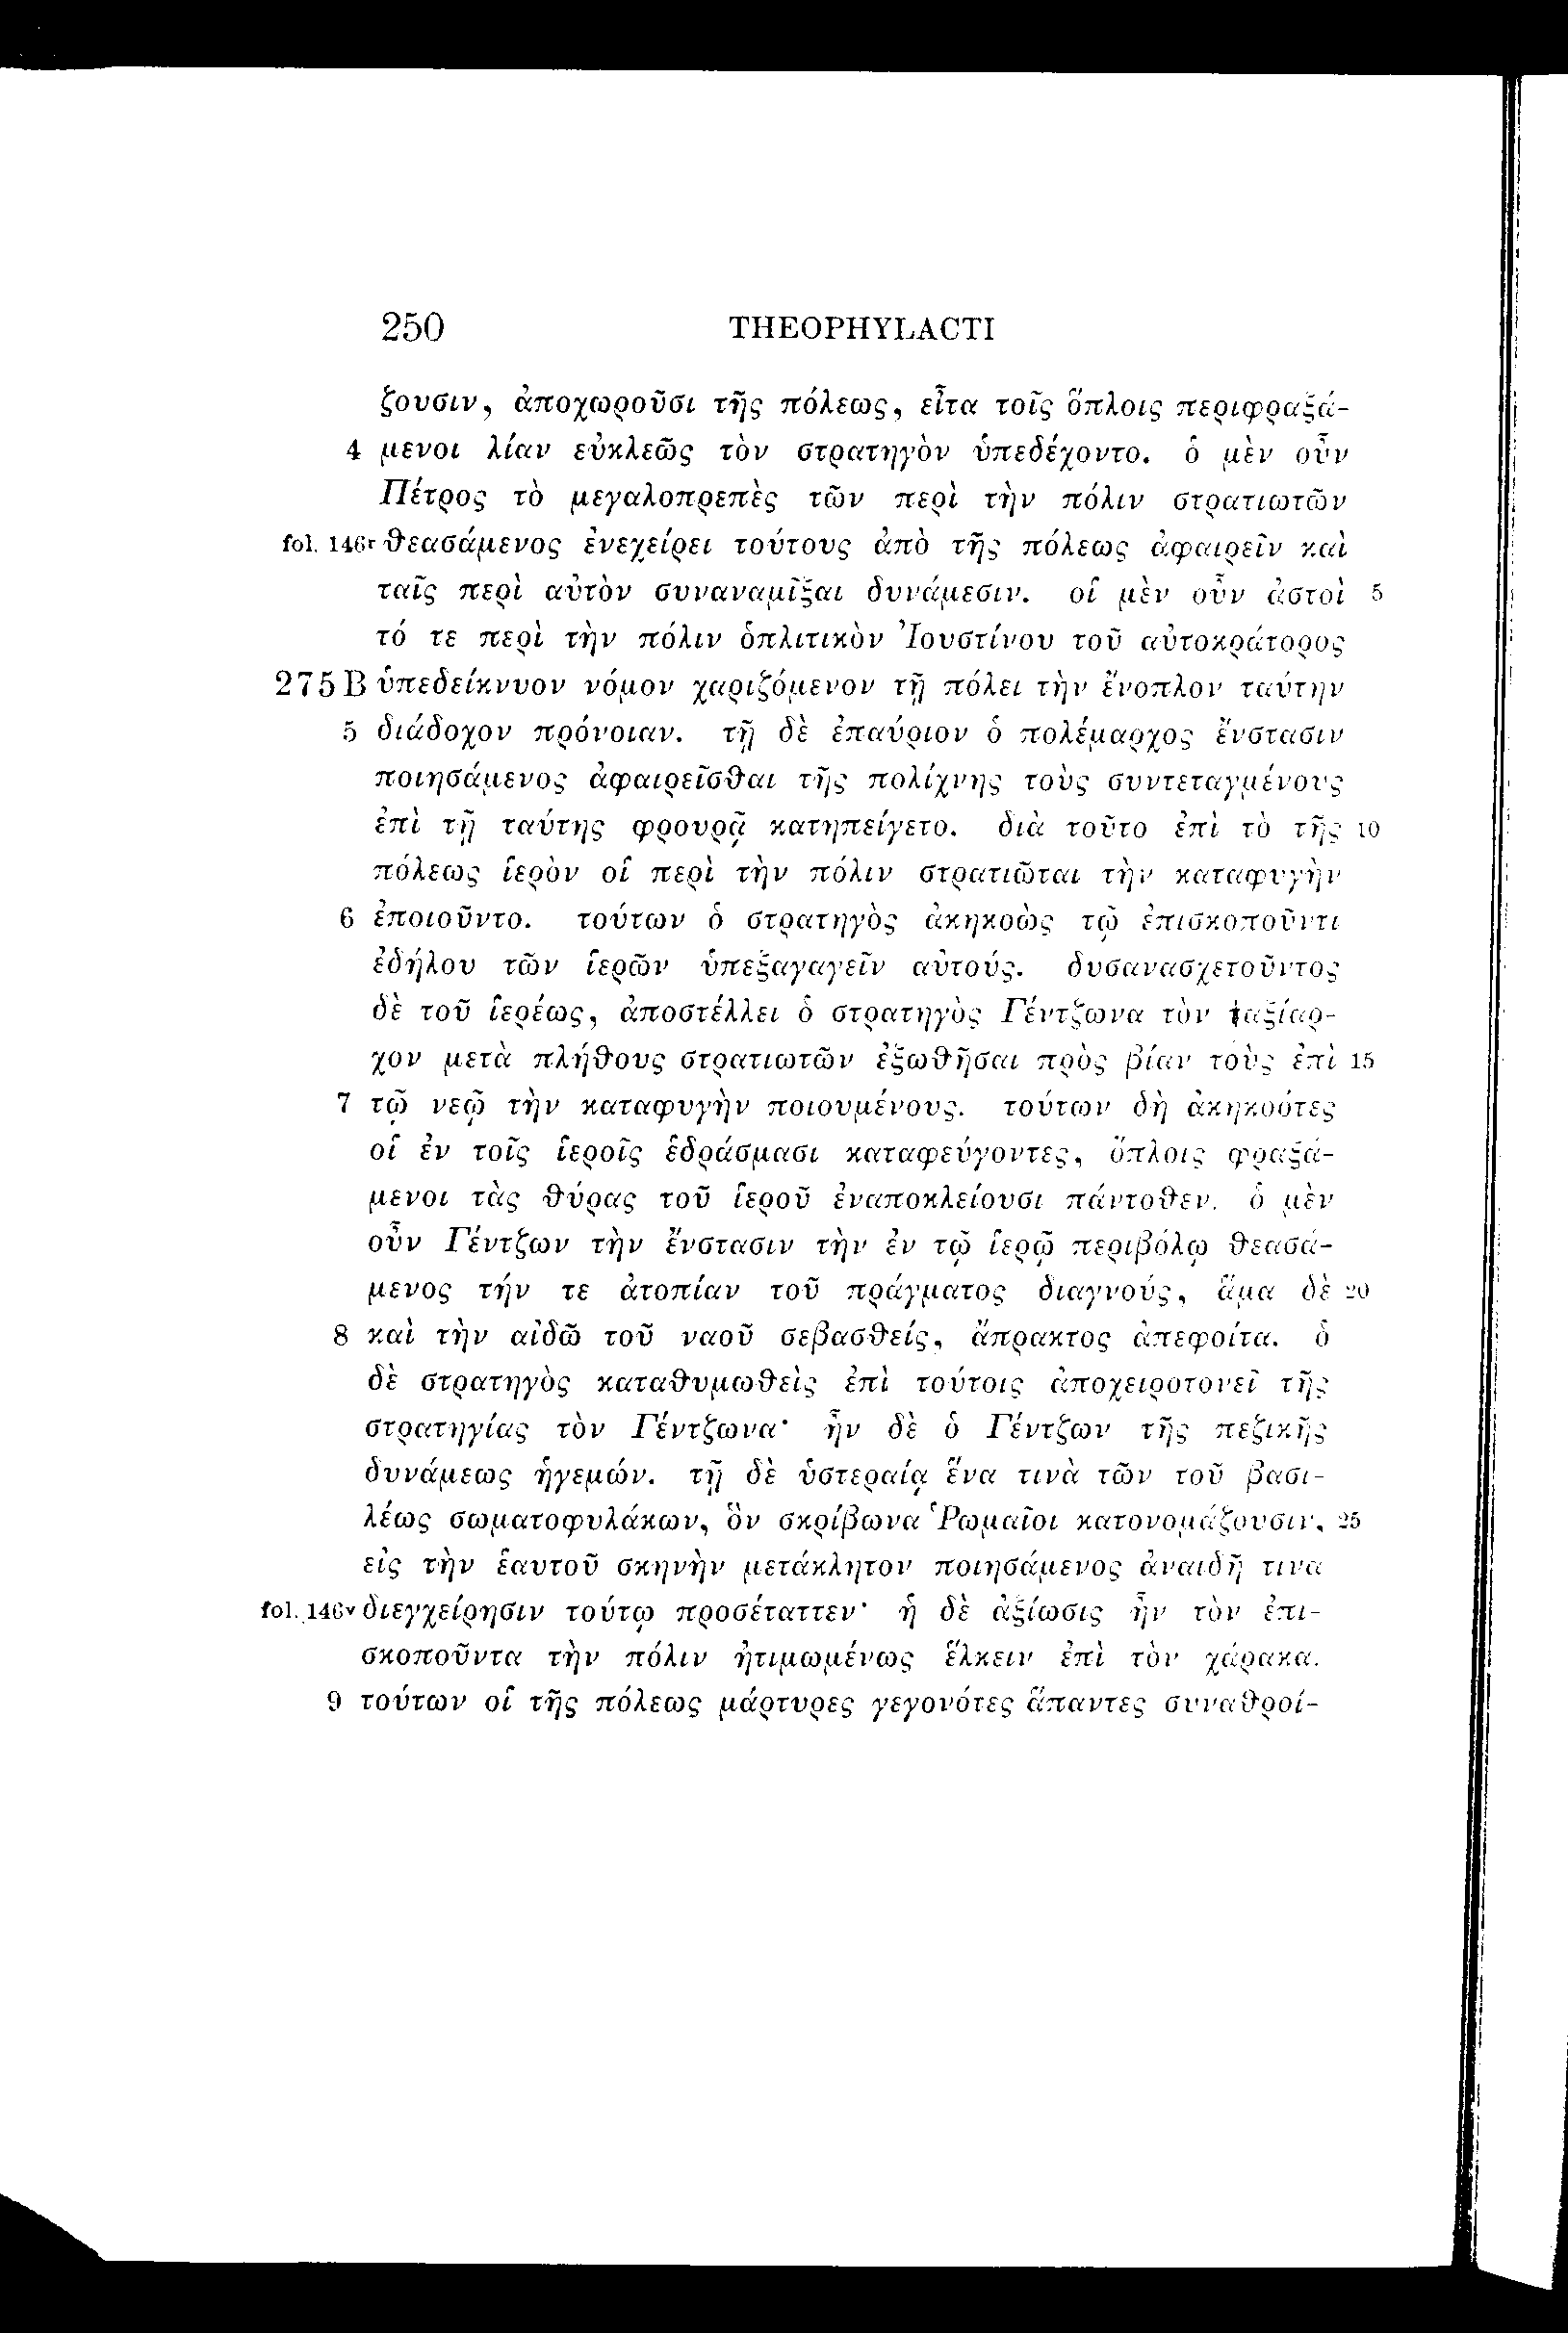 250 THEOPHYLACTI
ζουσιν, ἀποχωροῦσι τῆς πόλεως, εἶτα τοῖς ὅπλοις περιφραξά-
4 μενοι λίαν εὐκλεῶς τὸν στρατηγὸν ὑπεδέχοντο. ὁ μὲν οὖν
Πέτρος τὸ μεγαλοπρεπὲς τῶν περὶ τὴν πόλιν στρατιωτῶν
fol. 146r θεασάμενος ἐνεχείρει τούτους ἀπὸ τῆς πόλεως ἀφαιρεῖν καὶ
ταῖς περὶ αὐτὸν συναναμῖξαι δυνάμεσιν. οἱ μὲν οὖν ἀστοὶ 5
τό τε περὶ τὴν πόλιν ὁπλιτικὸν Ἰουστίνου τοῦ αὐτοκράτορος
275 B ὑπεδείκνυον νόμον χαριζόμενον τῇ πόλει τὴν ἔνοπλον ταύτην
5 διάδοχον πρόνοιαν. τῇ δὲ ἐπαύριον ὁ πολέμαρχος ἔνστασιν
ποιησάμενος ἀφαιρεῖσθαι τῆς πολίχνης τοὺς συντεταγμένους
ἐπὶ τῇ ταύτης φρουρᾷ κατηπείγετο. διὰ τοῦτο ἐπὶ τὸ τῆς 10
πόλεως ἱερὸν οἱ περὶ τὴν πόλιν στρατιῶται τὴν καταφυγὴν
6 ἐποιοῦντο. τούτων ὁ στρατηγὸς ἀκηκοὼς τῷ ἐπισκοποῦντι
ἐδήλου τῶν ἱερῶν ὑπεξαγαγεῖν αὐτούς. δυσανασχετοῦντος
δὲ τοῦ ἱερέως, ἀποστέλλει ὁ στρατηγὸς Γέντζωνα τὸν ταξίαρ-
χον μετὰ πλήθους στρατιωτῶν ἐξωθῆσαι πρὸς βίαν τοὺς ἐπὶ 15
7 τῷ νεῷ τὴν καταφυγὴν ποιουμένους. τούτων δὴ ἀκηκοότες
οἱ ἐν τοῖς ἱεροῖς ἑδράσμασι καταφεύγοντες, ὅπλοις φραξά-
μενοι τὰς θύρας τοῦ ἱεροῦ ἐναποκλείουσι πάντοθεν. ὁ μὲν
οὖν Γέντζων τὴν ἔνστασιν τὴν ἐν τῷ ἱερῷ περιβόλῳ θεασά-
μενος τήν τε ἀτοπίαν τοῦ πράγματος διαγνούς, ἅμα δὲ 20
8 καὶ τὴν αἰδῶ τοῦ ναοῦ σεβασθείς, ἄπρακτος ἀπεφοίτα. ὁ
δὲ στρατηγὸς καταθυμωθεὶς ἐπὶ τούτοις ἀποχειροτονεῖ τῆς
στρατηγίας τὸν Γέντζωνα· ἦν δὲ ὁ Γέντζων τῆς πεζικῆς
δυνάμεως ἡγεμών. τῇ δὲ ὑστεραίᾳ ἕνα τινὰ τῶν τοῦ βασι-
λέως σωματοφυλάκων, ὃν σκρίβωνα Ῥωμαῖοι κατονομάζουσιν, 25
εἰς τὴν ἑαυτοῦ σκηνὴν μετάκλητον ποιησάμενος ἀναιδῆ τινα
fol. 146v διεγχείρησιν τούτῳ προσέταττεν· ἡ δὲ ἀξίωσις ἦν τὸν ἐπι-
σκοποῦντα τὴν πόλιν ἠτιμωμένως ἕλκειν ἐπὶ τὸν χάρακα.
9 τούτων οἱ τῆς πόλεως μάρτυρες γεγονότες ἅπαντες συναθροί-